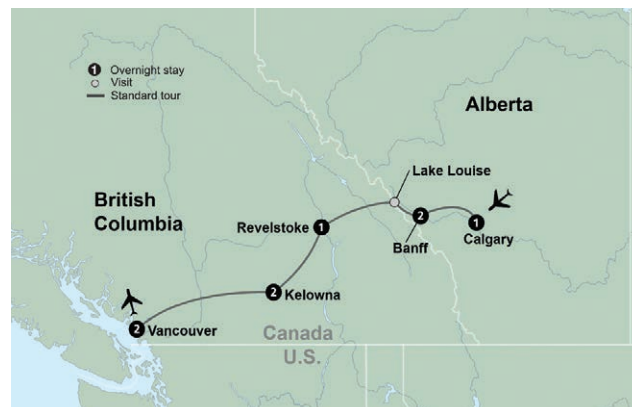 1 Overnight stay
Visit
Standard tour
Alberta
Lake Louise
British
Columbia
Revelstoke 1
2
Banff
1
Calgary
2 Kelowna
2 Vancouver
Canada
U.S.